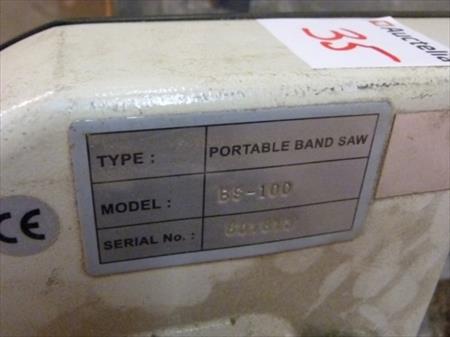 35
Auctelia
TYPE : PORTABLE BAND SAW
MODEL : BS-100
SERIAL No. :
CE